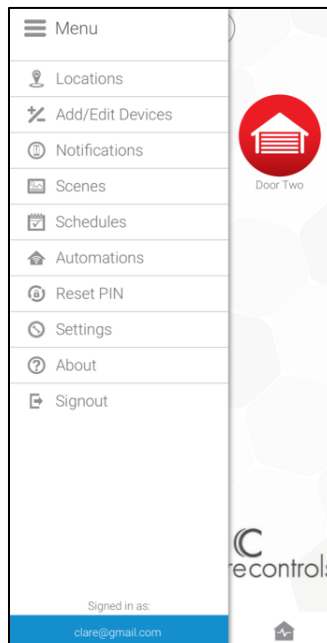 Menu
Locations
Add/Edit Devices
Notifications
Scenes
Schedules
Automations
Reset PIN
Settings
About
Signout
Door Two
recontrols
Signed in as:
clare@gmail.com